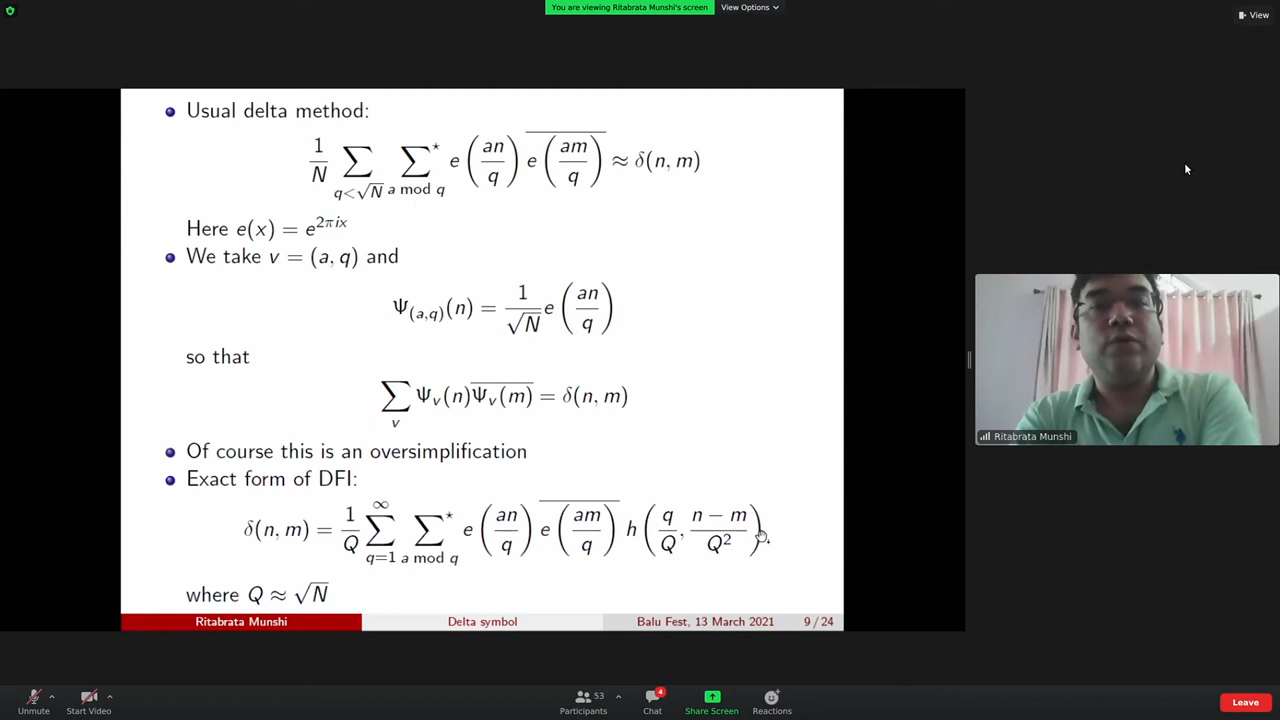 You are viewing Ritabrata Munshi's screen
View Options
View
• Usual delta method:
1/N ∑_{q<√N} ∑*_{a mod q} e(an/q) \overline{e(am/q)} ≈ δ(n, m)
Here e(x) = e^{2πix}
• We take v = (a, q) and
Ψ_{(a,q)}(n) = 1/√N e(an/q)
so that
∑_v Ψ_v(n)\overline{Ψ_v(m)} = δ(n, m)
• Of course this is an oversimplification
• Exact form of DFI:
δ(n, m) = 1/Q ∑_{q=1}^{∞} ∑*_{a mod q} e(an/q) \overline{e(am/q)} h(q/Q, (n − m)/Q²).
where Q ≈ √N
Ritabrata Munshi
Delta symbol
Balu Fest, 13 March 2021
9 / 24
Ritabrata Munshi
Unmute
Start Video
53
Participants
4
Chat
Share Screen
Reactions
Leave